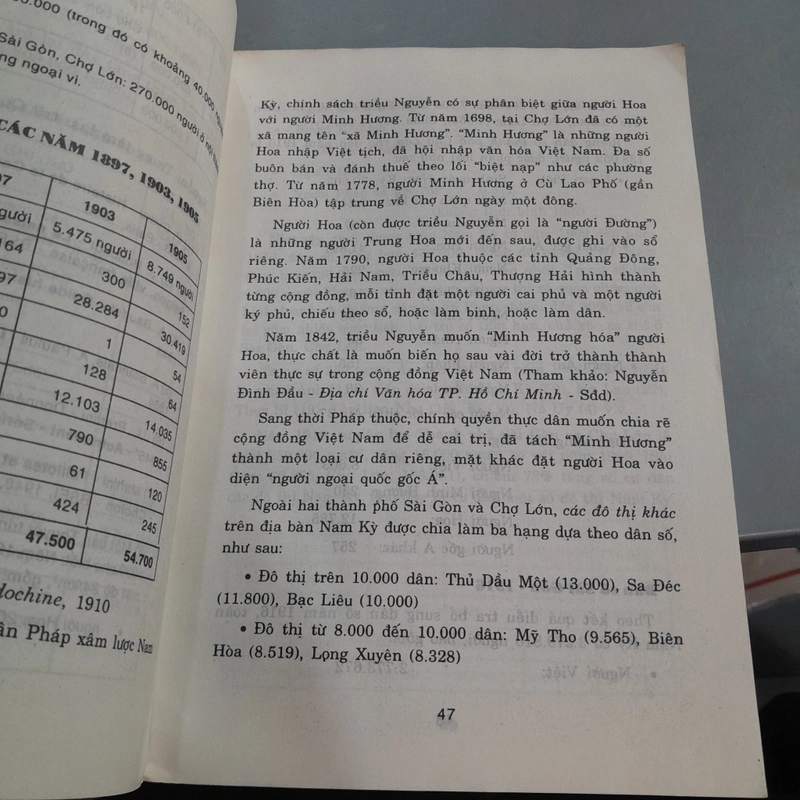 00.000 (trong đó có khoảng 40.000
Sài Gòn, Chợ Lớn: 270.000 người ở nội
ng ngoại vi.
CÁC NĂM 1897, 1903, 1905
97 1903 1905
người 5.475 người 8.749 người
164 300 152
97 28.284 30.419
0 1 54
128 64
12.103 14.035
790 855
61 120
424 245
47.500 54.700
dochine, 1910
ân Pháp xâm lược Nam
Kỳ, chính sách triều Nguyễn có sự phân biệt giữa người Hoa
với người Minh Hương. Từ năm 1698, tại Chợ Lớn đã có một
xã mang tên “xã Minh Hương”. “Minh Hương” là những người
Hoa nhập Việt tịch, đã hội nhập văn hóa Việt Nam. Đa số
buôn bán và đánh thuế theo lối “biệt nạp” như các phường
thợ. Từ năm 1778, người Minh Hương ở Cù Lao Phố (gần
Biên Hòa) tập trung về Chợ Lớn ngày một đông.
Người Hoa (còn được triều Nguyễn gọi là “người Đường”)
là những người Trung Hoa mới đến sau, được ghi vào sổ
riêng. Năm 1790, người Hoa thuộc các tỉnh Quảng Đông,
Phúc Kiến, Hải Nam, Triều Châu, Thượng Hải hình thành
từng cộng đồng, mỗi tỉnh đặt một người cai phủ và một người
ký phủ, chiếu theo sổ, hoặc làm binh, hoặc làm dân.
Năm 1842, triều Nguyễn muốn “Minh Hương hóa” người
Hoa, thực chất là muốn biến họ sau vài đời trở thành thành
viên thực sự trong cộng đồng Việt Nam (Tham khảo: Nguyễn
Đình Đầu - Địa chí Văn hóa TP. Hồ Chí Minh - Sđd).
Sang thời Pháp thuộc, chính quyền thực dân muốn chia rẽ
cộng đồng Việt Nam để dễ cai trị, đã tách “Minh Hương”
thành một loại cư dân riêng, mặt khác đặt người Hoa vào
diện “người ngoại quốc gốc Á”.
Ngoài hai thành phố Sài Gòn và Chợ Lớn, các đô thị khác
trên địa bàn Nam Kỳ được chia làm ba hạng dựa theo dân số,
như sau:
• Đô thị trên 10.000 dân: Thủ Dầu Một (13.000), Sa Đéc
(11.800), Bạc Liêu (10.000)
• Đô thị từ 8.000 đến 10.000 dân: Mỹ Tho (9.565), Biên
Hòa (8.519), Lọng Xuyên (8.328)
47